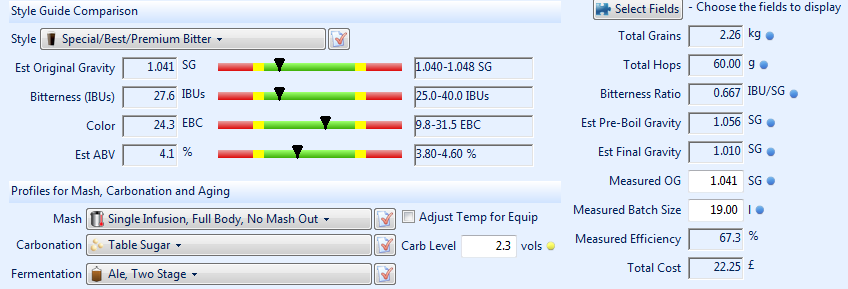 Style Guide Comparison
Style Special/Best/Premium Bitter
Est Original Gravity 1.041 SG 1.040-1.048 SG
Bitterness (IBUs) 27.6 IBUs 25.0-40.0 IBUs
Color 24.3 EBC 9.8-31.5 EBC
Est ABV 4.1 % 3.80-4.60 %
Profiles for Mash, Carbonation and Aging
Mash Single Infusion, Full Body, No Mash Out Adjust Temp for Equip
Carbonation Table Sugar Carb Level 2.3 vols
Fermentation Ale, Two Stage
Select Fields - Choose the fields to display
Total Grains 2.26 kg
Total Hops 60.00 g
Bitterness Ratio 0.667 IBU/SG
Est Pre-Boil Gravity 1.056 SG
Est Final Gravity 1.010 SG
Measured OG 1.041 SG
Measured Batch Size 19.00 l
Measured Efficiency 67.3 %
Total Cost 22.25 £